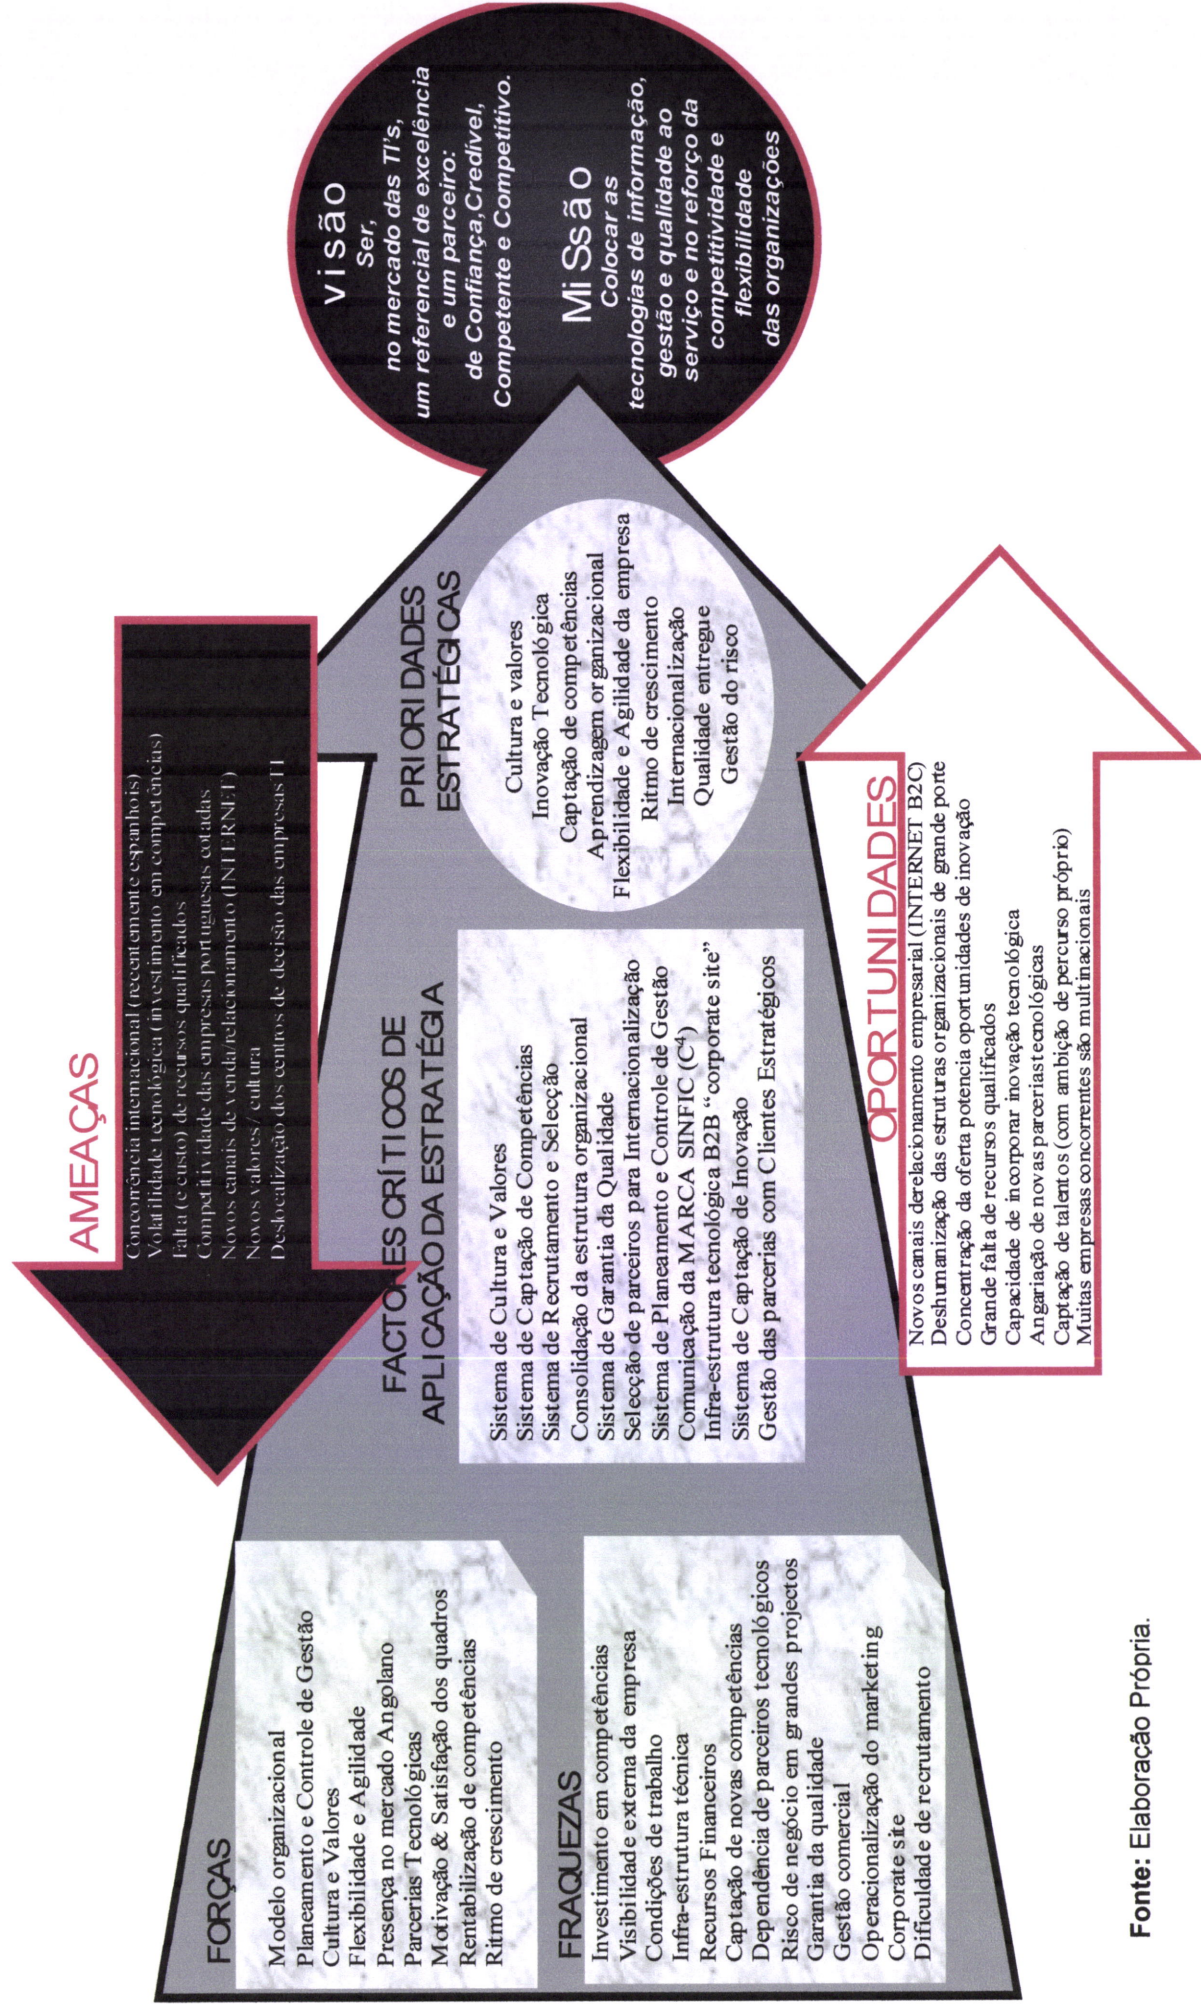 AMEAÇAS
Concorrência internacional (recentemente espanhois)
Volatilidade tecnológica (investimento em competências)
Falta (e custo) de recursos qualificados
Competitividade das empresas portuguesas cotadas
Novos canais de venda/relacionamento (INTERNET)
Novos valores / cultura
Deslocalização dos centros de decisão das empresas TI
FORÇAS
Modelo organizacional
Planeamento e Controle de Gestão
Cultura e Valores
Flexibilidade e Agilidade
Presença no mercado Angolano
Parcerias Tecnológicas
Motivação & Satisfação dos quadros
Rentabilização de competências
Ritmo de crescimento
FRAQUEZAS
Investimento em competências
Visibilidade externa da empresa
Condições de trabalho
Infra-estrutura técnica
Recursos Financeiros
Captação de novas competências
Dependência de parceiros tecnológicos
Risco de negócio em grandes projectos
Garantia da qualidade
Gestão comercial
Operacionalização do marketing
Corporate site
Dificuldade de recrutamento
FACTORES CRÍTICOS DE
APLICAÇÃO DA ESTRATÉGIA
Sistema de Cultura e Valores
Sistema de Captação de Competências
Sistema de Recrutamento e Selecção
Consolidação da estrutura organizacional
Sistema de Garantia da Qualidade
Selecção de parceiros para Internacionalização
Sistema de Planeamento e Controle de Gestão
Comunicação da MARCA SINFIC (C⁴)
Infra-estrutura tecnológica B2B “corporate site”
Sistema de Captação de Inovação
Gestão das parcerias com Clientes Estratégicos
PRIORIDADES
ESTRATÉGICAS
Cultura e valores
Inovação Tecnológica
Captação de competências
Aprendizagem organizacional
Flexibilidade e Agilidade da empresa
Ritmo de crescimento
Internacionalização
Qualidade entregue
Gestão do risco
visão
Ser,
no mercado das TI's,
um referencial de excelência
e um parceiro:
de Confiança,Credível,
Competente e Competitivo.
MiSsão
Colocar as
tecnologias de informação,
gestão e qualidade ao
serviço e no reforço da
competitividade e
flexibilidade
das organizações
OPORTUNIDADES
Novos canais de relacionamento empresarial (INTERNET B2C)
Deshumanização das estruturas organizacionais de grande porte
Concentração da oferta potencia oportunidades de inovação
Grande falta de recursos qualificados
Capacidade de incorporar inovação tecnológica
Angariação de novas parcerias tecnológicas
Captação de talentos (com ambição de percurso próprio)
Muitas empresas concorrentes são multinacionais
Fonte: Elaboração Própria.